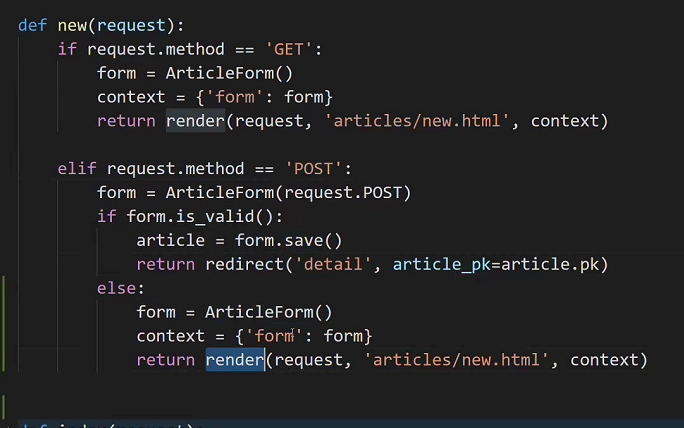 def new(request):
    if request.method == 'GET':
        form = ArticleForm()
        context = {'form': form}
        return render(request, 'articles/new.html', context)

    elif request.method == 'POST':
        form = ArticleForm(request.POST)
        if form.is_valid():
            article = form.save()
            return redirect('detail', article_pk=article.pk)
        else:
            form = ArticleForm()
            context = {'form': form}
            return render(request, 'articles/new.html', context)